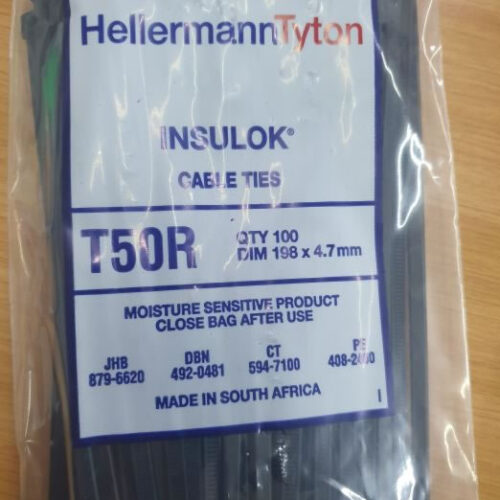 HellermannTyton
INSULOK®
CABLE TIES
T50R
QTY 100
DIM 198 x 4.7mm
MOISTURE SENSITIVE PRODUCT
CLOSE BAG AFTER USE
JHB DBN CT PE
879-6620 492-0481 594-7100
MADE IN SOUTH AFRICA